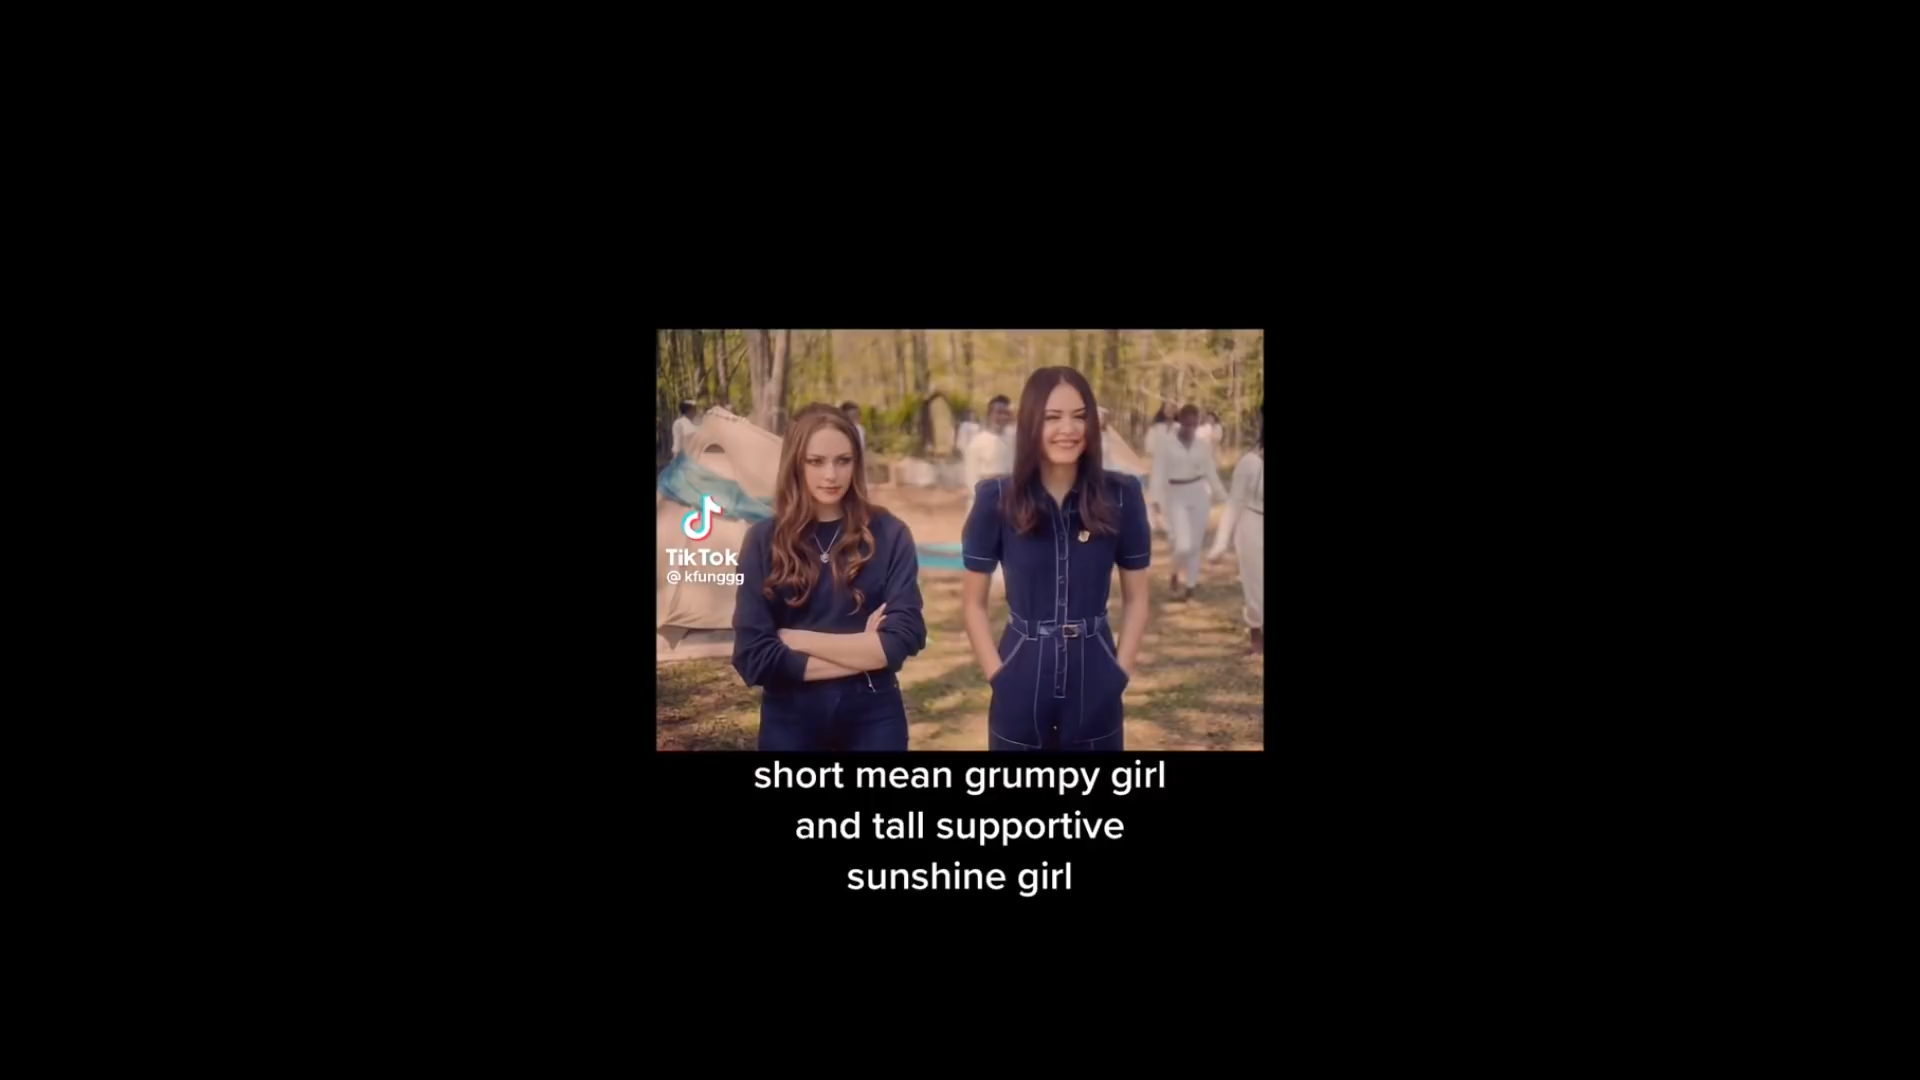 TikTok
@kfunggg
short mean grumpy girl
and tall supportive
sunshine girl